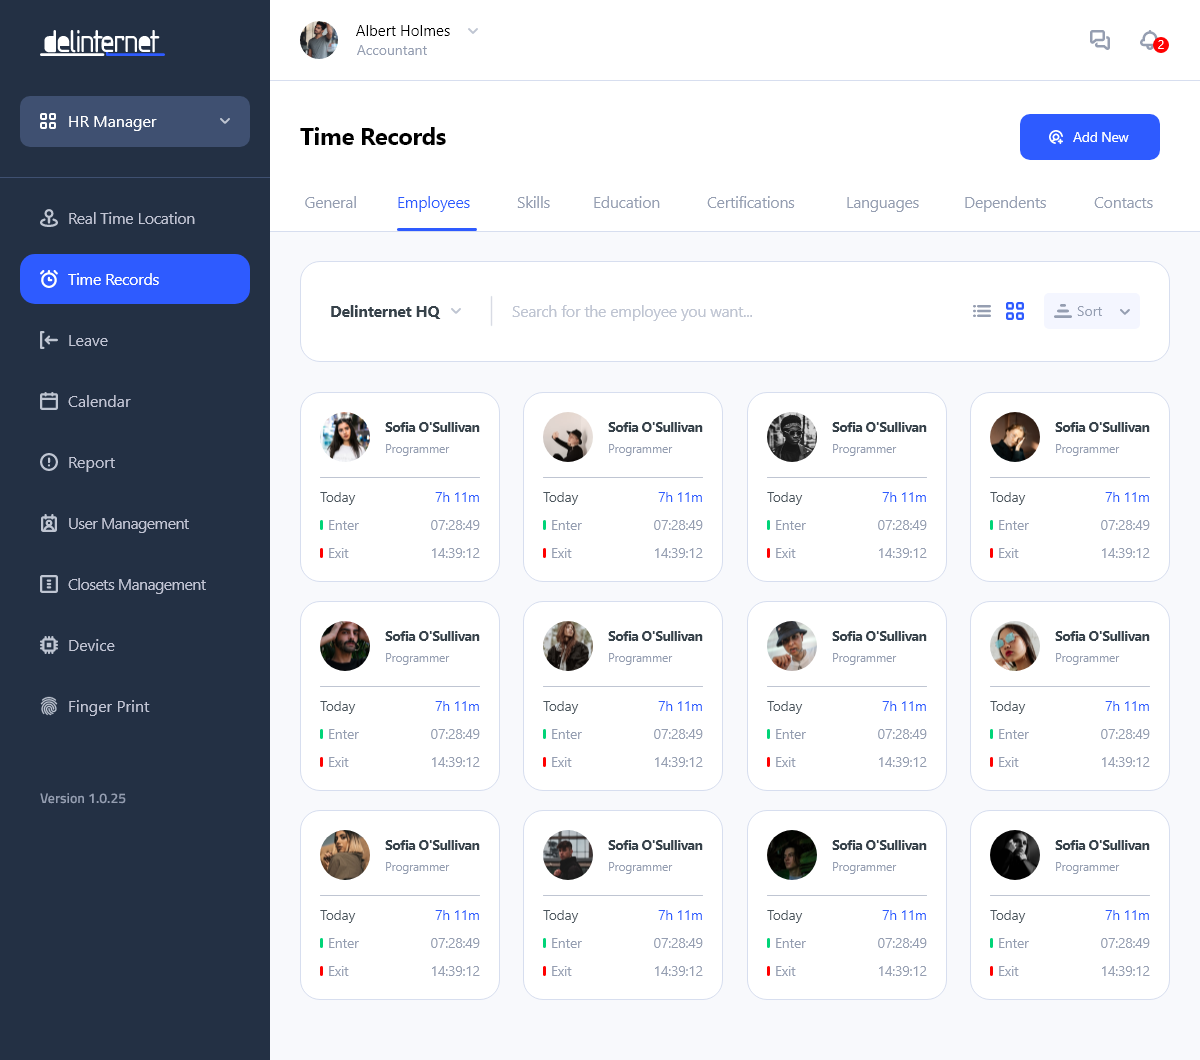 delinternet
HR Manager
Real Time Location
Time Records
Leave
Calendar
Report
User Management
Closets Management
Device
Finger Print
Version 1.0.25
Albert Holmes
Accountant
2
Time Records
Add New
General Employees Skills Education Certifications Languages Dependents Contacts
Delinternet HQ Search for the employee you want... Sort
Sofia O'Sullivan Sofia O'Sullivan Sofia O'Sullivan Sofia O'Sullivan
Programmer Programmer Programmer Programmer
Today 7h 11m Today 7h 11m Today 7h 11m Today 7h 11m
Enter 07:28:49 Enter 07:28:49 Enter 07:28:49 Enter 07:28:49
Exit 14:39:12 Exit 14:39:12 Exit 14:39:12 Exit 14:39:12
Sofia O'Sullivan Sofia O'Sullivan Sofia O'Sullivan Sofia O'Sullivan
Programmer Programmer Programmer Programmer
Today 7h 11m Today 7h 11m Today 7h 11m Today 7h 11m
Enter 07:28:49 Enter 07:28:49 Enter 07:28:49 Enter 07:28:49
Exit 14:39:12 Exit 14:39:12 Exit 14:39:12 Exit 14:39:12
Sofia O'Sullivan Sofia O'Sullivan Sofia O'Sullivan Sofia O'Sullivan
Programmer Programmer Programmer Programmer
Today 7h 11m Today 7h 11m Today 7h 11m Today 7h 11m
Enter 07:28:49 Enter 07:28:49 Enter 07:28:49 Enter 07:28:49
Exit 14:39:12 Exit 14:39:12 Exit 14:39:12 Exit 14:39:12